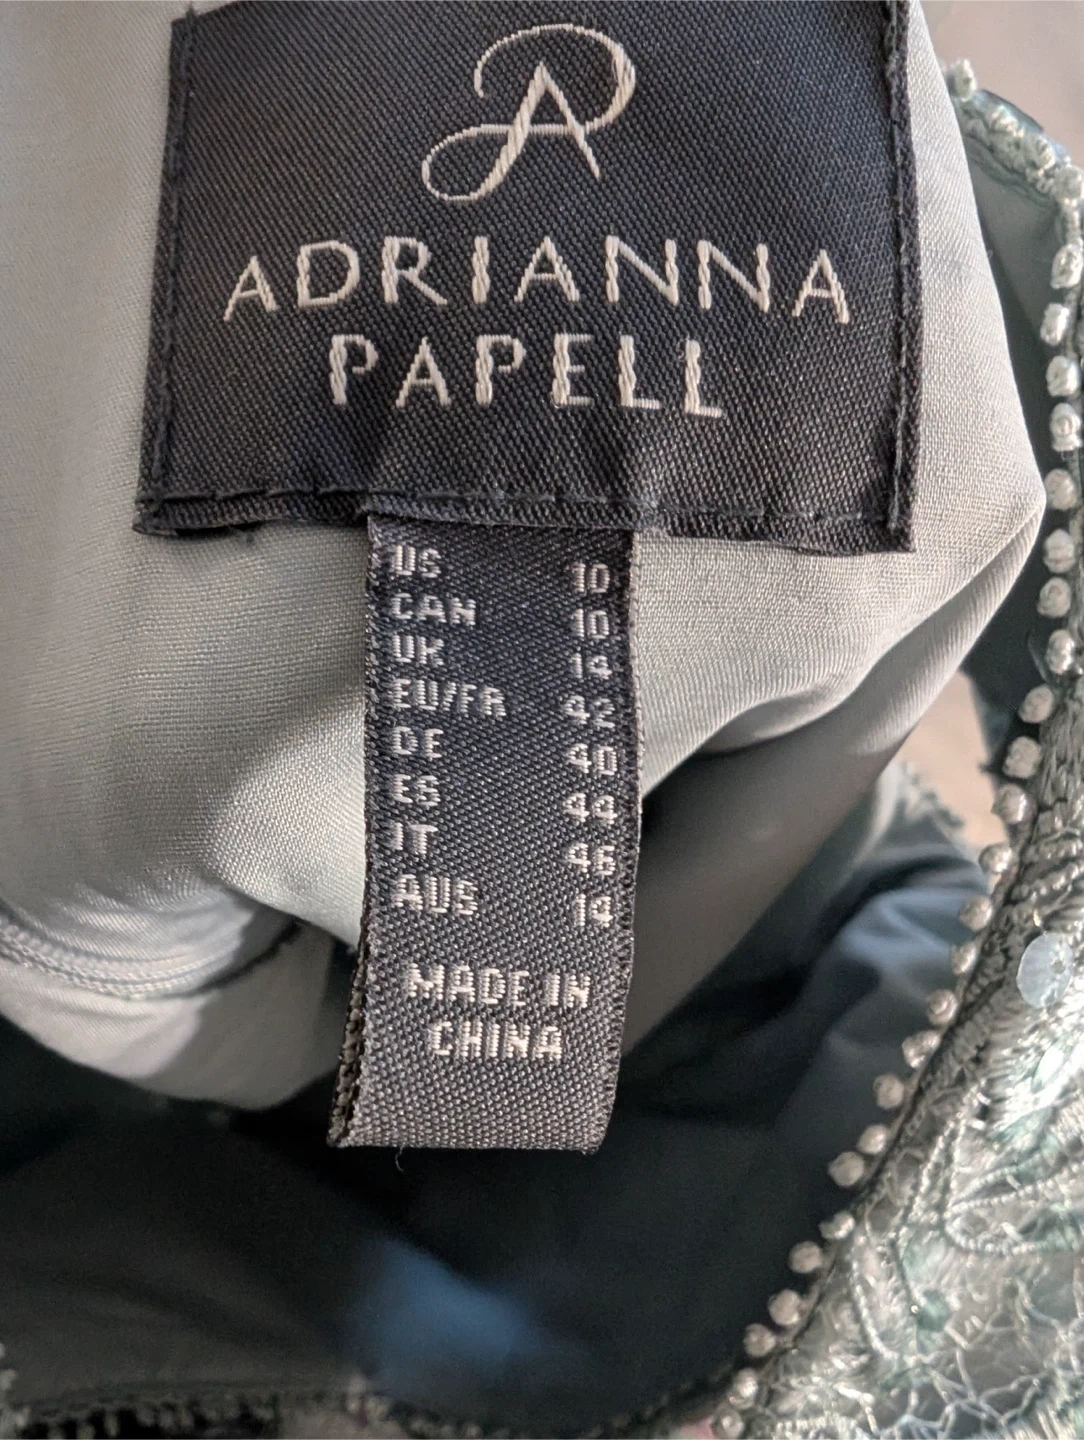 AP
ADRIANNA
PAPELL
US 10
CAN 10
UK 14
EU/FR 42
DE 40
ES 44
IT 46
AUS 14
MADE IN
CHINA